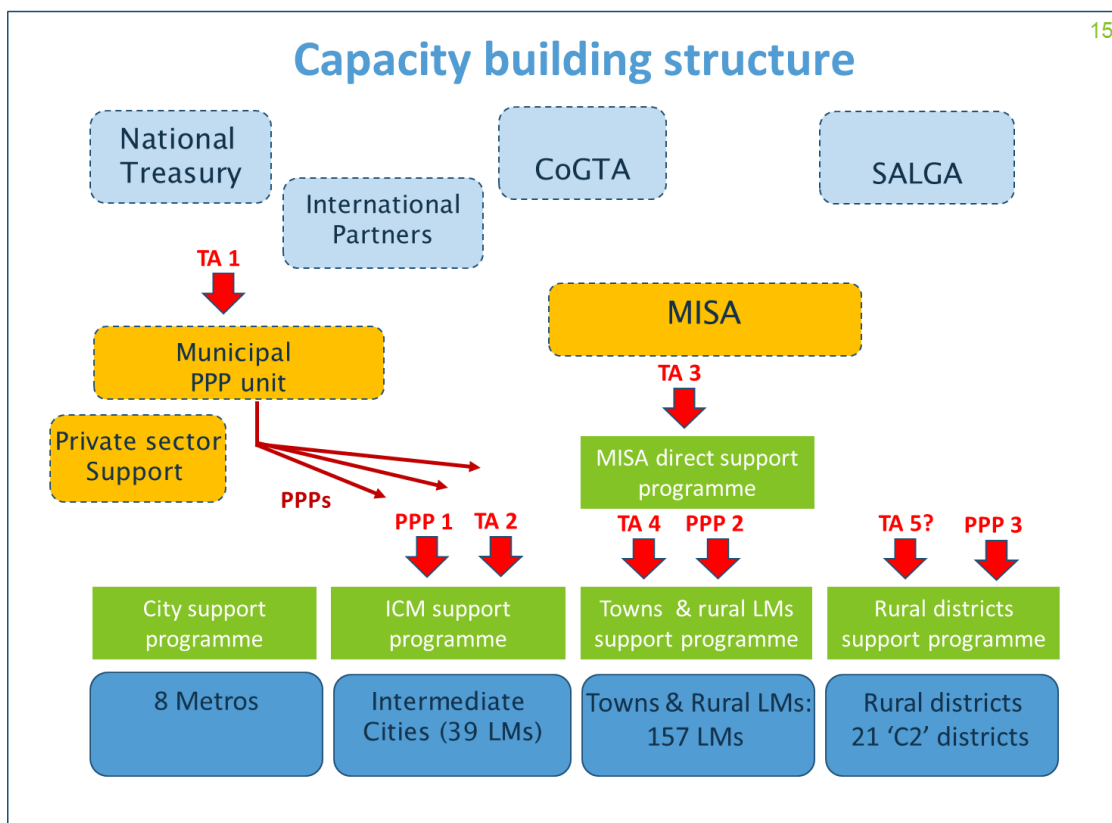 15
Capacity building structure
National
Treasury
CoGTA
SALGA
International
Partners
TA 1
MISA
Municipal
PPP unit
TA 3
Private sector
Support
MISA direct support
programme
PPPs
PPP 1
TA 2
TA 4
PPP 2
TA 5?
PPP 3
City support
programme
ICM support
programme
Towns & rural LMs
support programme
Rural districts
support programme
8 Metros
Intermediate
Cities (39 LMs)
Towns & Rural LMs:
157 LMs
Rural districts
21 ‘C2’ districts